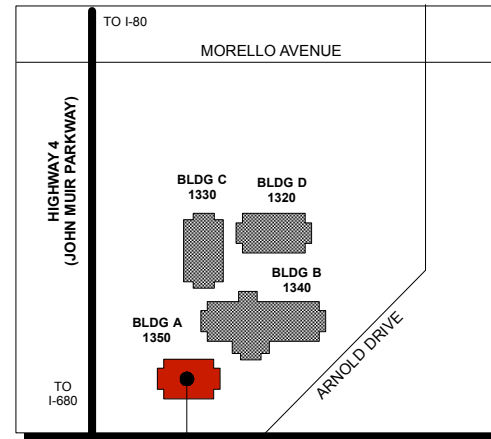 TO I-80
MORELLO AVENUE
HIGHWAY 4
(JOHN MUIR PARKWAY)
BLDG C
1330
BLDG D
1320
BLDG B
1340
BLDG A
1350
ARNOLD DRIVE
TO
I-680